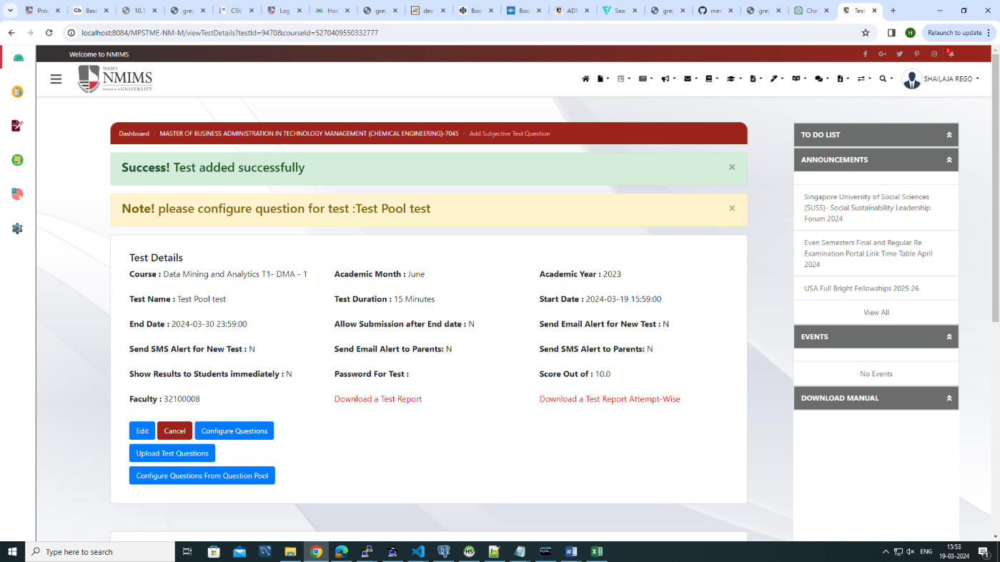 Proj
Best
10.1
grey
CSV
Log
How
grey
dev
Boo
Boo
ADM
Sea
grey
mes
grey
Cha
Test
localhost:8084/MPSTME-NM-M/viewTestDetails?testId=9470&courseId=5270409550332777
H
Relaunch to update
Welcome to NMIMS
0
SVKM'S
NMIMS
UNIVERSITY
SHAILAJA REGO
Dashboard / MASTER OF BUSINESS ADMINISTRATION IN TECHNOLOGY MANAGEMENT (CHEMICAL ENGINEERING)-7045 / Add Subjective Test Question
Success! Test added successfully ×
Note! please configure question for test :Test Pool test ×
Test Details
Course : Data Mining and Analytics T1- DMA - 1
Academic Month : June
Academic Year : 2023
Test Name : Test Pool test
Test Duration : 15 Minutes
Start Date : 2024-03-19 15:59:00
End Date : 2024-03-30 23:59:00
Allow Submission after End date : N
Send Email Alert for New Test : N
Send SMS Alert for New Test : N
Send Email Alert to Parents: N
Send SMS Alert to Parents: N
Show Results to Students immediately : N
Password For Test :
Score Out of : 10.0
Faculty : 32100008
Download a Test Report
Download a Test Report Attempt-Wise
Edit
Cancel
Configure Questions
Upload Test Questions
Configure Questions From Question Pool
TO DO LIST
ANNOUNCEMENTS
Singapore University of Social Sciences
(SUSS)- Social Sustainability Leadership
Forum 2024
Even Semesters Final and Regular Re
Examination Portal Link Time Table April
2024
USA Full Bright Fellowships 2025 26
View All
EVENTS
No Events
DOWNLOAD MANUAL
Type here to search
ENG
15:53
19-03-2024
1